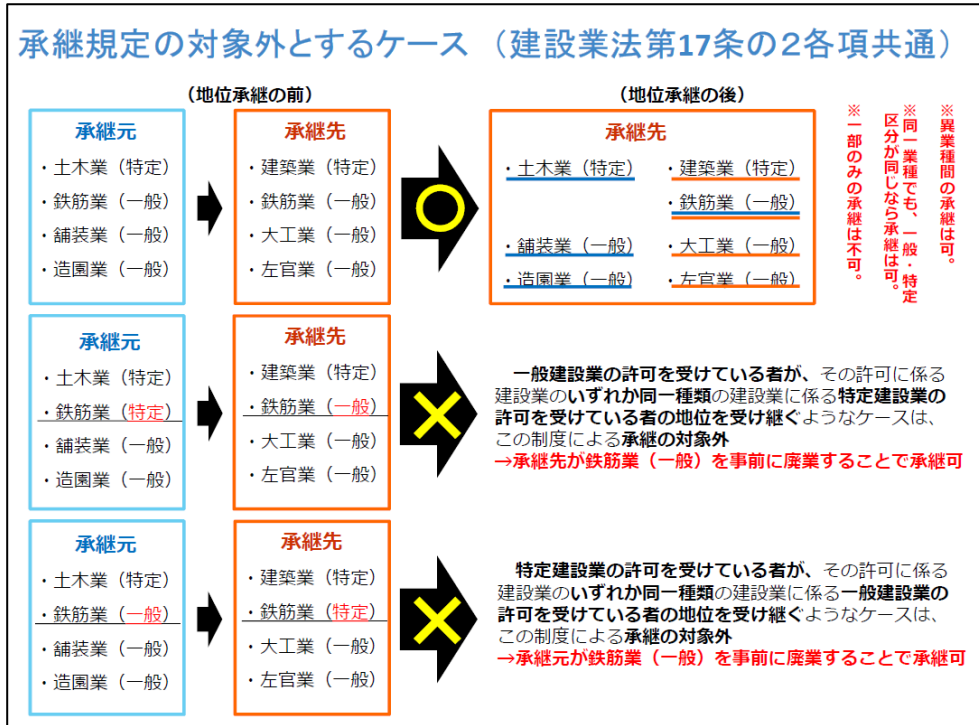 承継規定の対象外とするケース （建設業法第17条の２各項共通）
（地位承継の前）
（地位承継の後）
承継元
・土木業（特定）
・鉄筋業（一般）
・舗装業（一般）
・造園業（一般）
承継先
・建築業（特定）
・鉄筋業（一般）
・大工業（一般）
・左官業（一般）
承継先
・土木業（特定） ・建築業（特定）
・鉄筋業（一般）
・舗装業（一般） ・大工業（一般）
・造園業（一般） ・左官業（一般）
※異業種間の承継は可。
※同一業種でも、一般・特定
区分が同じなら承継は可。
※一部のみの承継は不可。
承継元
・土木業（特定）
・鉄筋業（特定）
・舗装業（一般）
・造園業（一般）
承継先
・建築業（特定）
・鉄筋業（一般）
・大工業（一般）
・左官業（一般）
一般建設業の許可を受けている者が、その許可に係る
建設業のいずれか同一種類の建設業に係る特定建設業の
許可を受けている者の地位を受け継ぐようなケースは、
この制度による承継の対象外
→承継先が鉄筋業（一般）を事前に廃業することで承継可
承継元
・土木業（特定）
・鉄筋業（一般）
・舗装業（一般）
・造園業（一般）
承継先
・建築業（特定）
・鉄筋業（特定）
・大工業（一般）
・左官業（一般）
特定建設業の許可を受けている者が、その許可に係る
建設業のいずれか同一種類の建設業に係る一般建設業の
許可を受けている者の地位を受け継ぐようなケースは、
この制度による承継の対象外
→承継元が鉄筋業（一般）を事前に廃業することで承継可